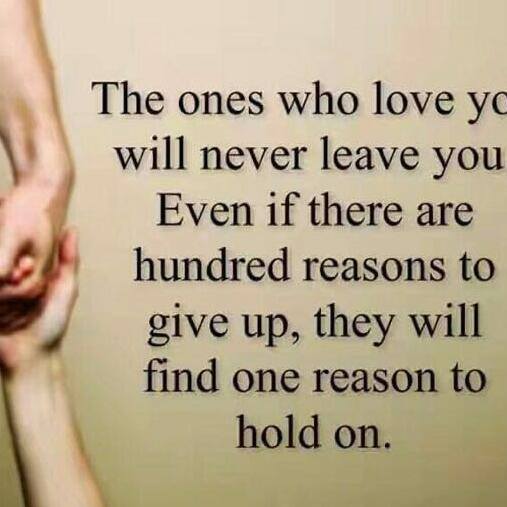 The ones who love yo
will never leave you
Even if there are
hundred reasons to
give up, they will
find one reason to
hold on.